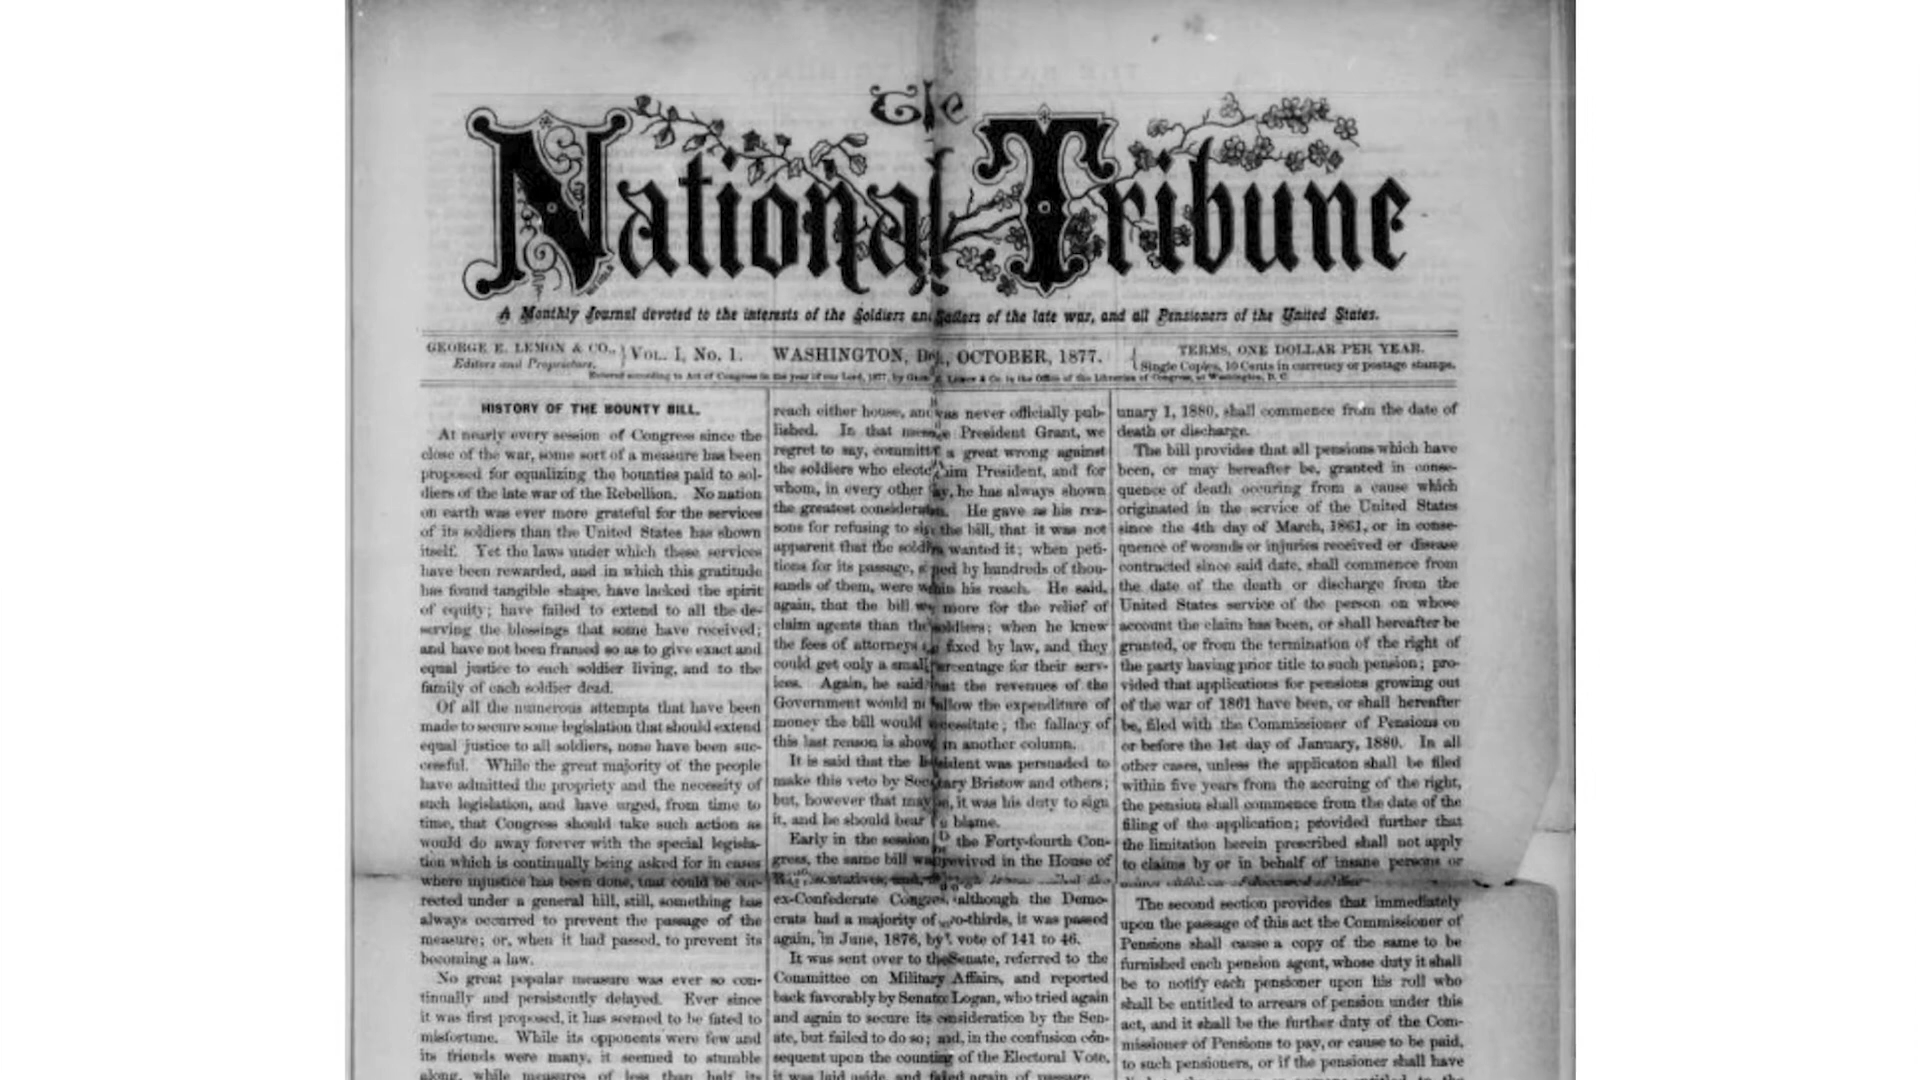 The
National Tribune
A Monthly Journal devoted to the interests of the Soldiers and Sailors of the late war, and all Pensioners of the United States.
GEORGE E. LEMON & CO.,
Editors and Proprietors.
VOL. I, No. 1.
WASHINGTON, D. C., OCTOBER, 1877.
TERMS, ONE DOLLAR PER YEAR.
Single Copies, 10 Cents in currency or postage stamps.
Entered according to Act of Congress in the year of our Lord, 1877, by George E. Lemon & Co. in the Office of the Librarian of Congress, at Washington, D. C.
HISTORY OF THE BOUNTY BILL.
At nearly every session of Congress since the
close of the war, some sort of a measure has been
proposed for equalizing the bounties paid to sol-
diers of the late war of the Rebellion. No nation
on earth was ever more grateful for the services
of its soldiers than the United States has shown
itself. Yet the laws under which these services
have been rewarded, and in which this gratitude
has found tangible shape, have lacked the spirit
of equity; have failed to extend to all the de-
serving the blessings that some have received;
and have not been framed so as to give exact and
equal justice to each soldier living, and to the
family of each soldier dead.
Of all the numerous attempts that have been
made to secure some legislation that should extend
equal justice to all soldiers, none have been suc-
cessful. While the great majority of the people
have admitted the propriety and the necessity of
such legislation, and have urged, from time to
time, that Congress should take such action as
would do away forever with the special legisla-
tion which is continually being asked for in cases
where injustice has been done, that could be cor-
rected under a general bill, still, something has
always occurred to prevent the passage of the
measure; or, when it had passed, to prevent its
becoming a law.
No great popular measure was ever so con-
tinually and persistently delayed. Ever since
it was first proposed, it has seemed to be fated to
misfortune. While its opponents were few and
its friends were many, it seemed to stumble
along, while measures of less than half its
reach either house, and was never officially pub-
lished. In that message President Grant, we
regret to say, committed a great wrong against
the soldiers who elected him President, and for
whom, in every other way, he has always shown
the greatest consideration. He gave as his rea-
sons for refusing to sign the bill, that it was not
apparent that the soldiers wanted it; when peti-
tions for its passage, signed by hundreds of thou-
sands of them, were within his reach. He said,
again, that the bill was more for the relief of
claim agents than the soldiers; when he knew
the fees of attorneys fixed by law, and they
could get only a small percentage for their serv-
ices. Again, he said that the revenues of the
Government would not allow the expenditure of
money the bill would necessitate; the fallacy of
this last reason is shown in another column.
It is said that the President was persuaded to
make this veto by Secretary Bristow and others;
but, however that may be, it was his duty to sign
it, and he should bear blame.
Early in the session of the Forty-fourth Con-
gress, the same bill was revived in the House of
Representatives, and,
ex-Confederate Congress, although the Demo-
crats had a majority of two-thirds, it was passed
again, in June, 1876, by vote of 141 to 46.
It was sent over to the Senate, referred to the
Committee on Military Affairs, and reported
back favorably by Senator Logan, who tried again
and again to secure its consideration by the Sen-
ate, but failed to do so; and, in the confusion con-
sequent upon the counting of the Electoral Vote,
it was laid aside, and failed again of passage.
unary 1, 1880, shall commence from the date of
death or discharge.
The bill provides that all pensions which have
been, or may hereafter be, granted in conse-
quence of death occuring from a cause which
originated in the service of the United States
since the 4th day of March, 1861, or in conse-
quence of wounds or injuries received or disease
contracted since said date, shall commence from
the date of the death or discharge from the
United States service of the person on whose
account the claim has been, or shall hereafter be
granted, or from the termination of the right of
the party having prior title to such pension; pro-
vided that applications for pensions growing out
of the war of 1861 have been, or shall hereafter
be, filed with the Commissioner of Pensions on
or before the 1st day of January, 1880. In all
other cases, unless the applicaton shall be filed
within five years from the accruing of the right,
the pension shall commence from the date of the
filing of the application; provided further that
the limitation herein prescribed shall not apply
to claims by or in behalf of insane persons or
The second section provides that immediately
upon the passage of this act the Commissioner of
Pensions shall cause a copy of the same to be
furnished each pension agent, whose duty it shall
be to notify each pensioner upon his roll who
shall be entitled to arrears of pension under this
act, and it shall be the further duty of the Com-
missioner of Pensions to pay, or cause to be paid,
to such pensioners, or if the pensioner shall have